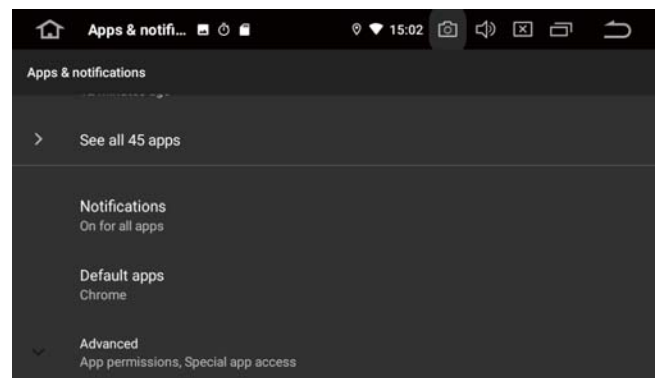 Apps & notifi... 15:02
Apps & notifications
See all 45 apps
Notifications
On for all apps
Default apps
Chrome
Advanced
App permissions, Special app access